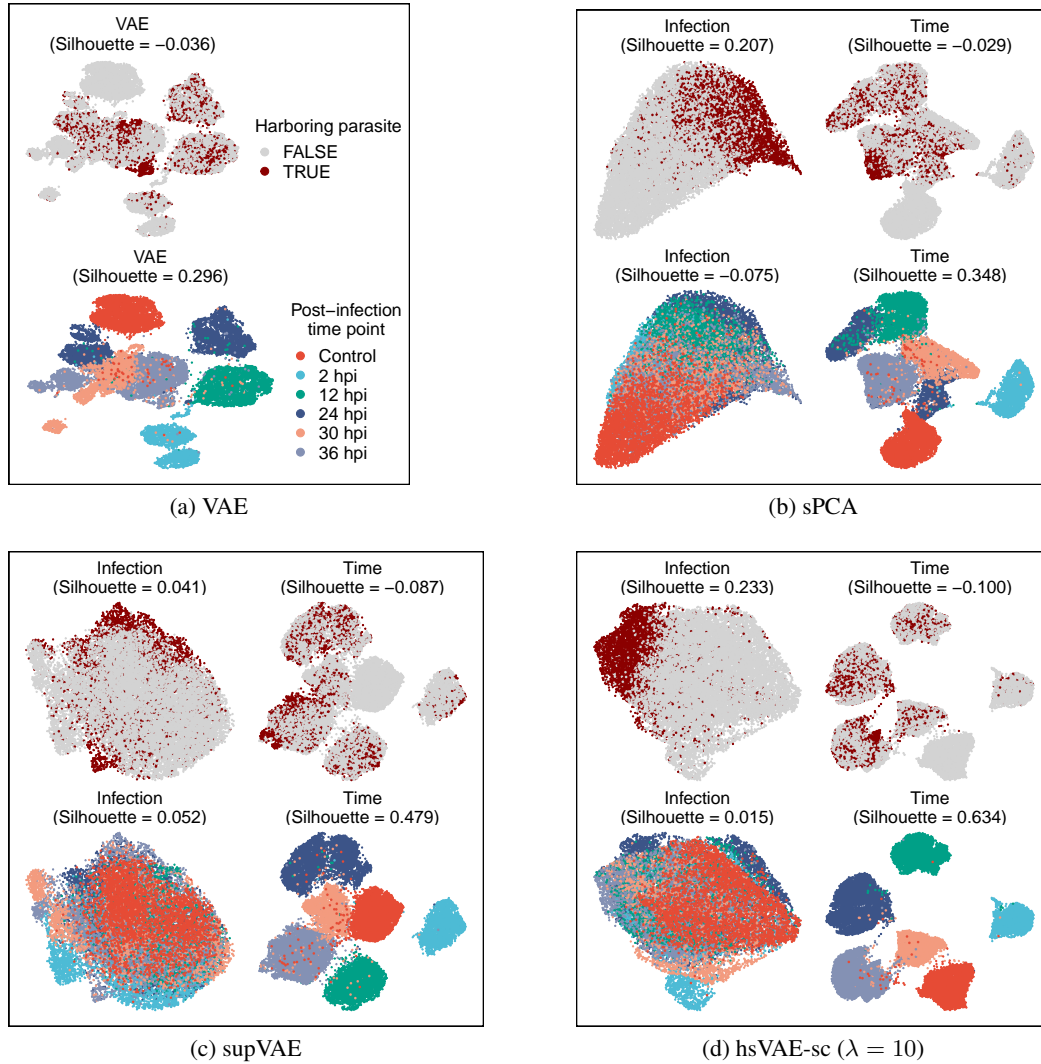 VAE
(Silhouette = −0.036)
Harboring parasite
FALSE
TRUE
VAE
(Silhouette = 0.296)
Post−infection
time point
Control
2 hpi
12 hpi
24 hpi
30 hpi
36 hpi
(a) VAE
Infection
(Silhouette = 0.207)
Time
(Silhouette = −0.029)
Infection
(Silhouette = −0.075)
Time
(Silhouette = 0.348)
(b) sPCA
Infection
(Silhouette = 0.041)
Time
(Silhouette = −0.087)
Infection
(Silhouette = 0.052)
Time
(Silhouette = 0.479)
(c) supVAE
Infection
(Silhouette = 0.233)
Time
(Silhouette = −0.100)
Infection
(Silhouette = 0.015)
Time
(Silhouette = 0.634)
(d) hsVAE-sc (λ = 10)